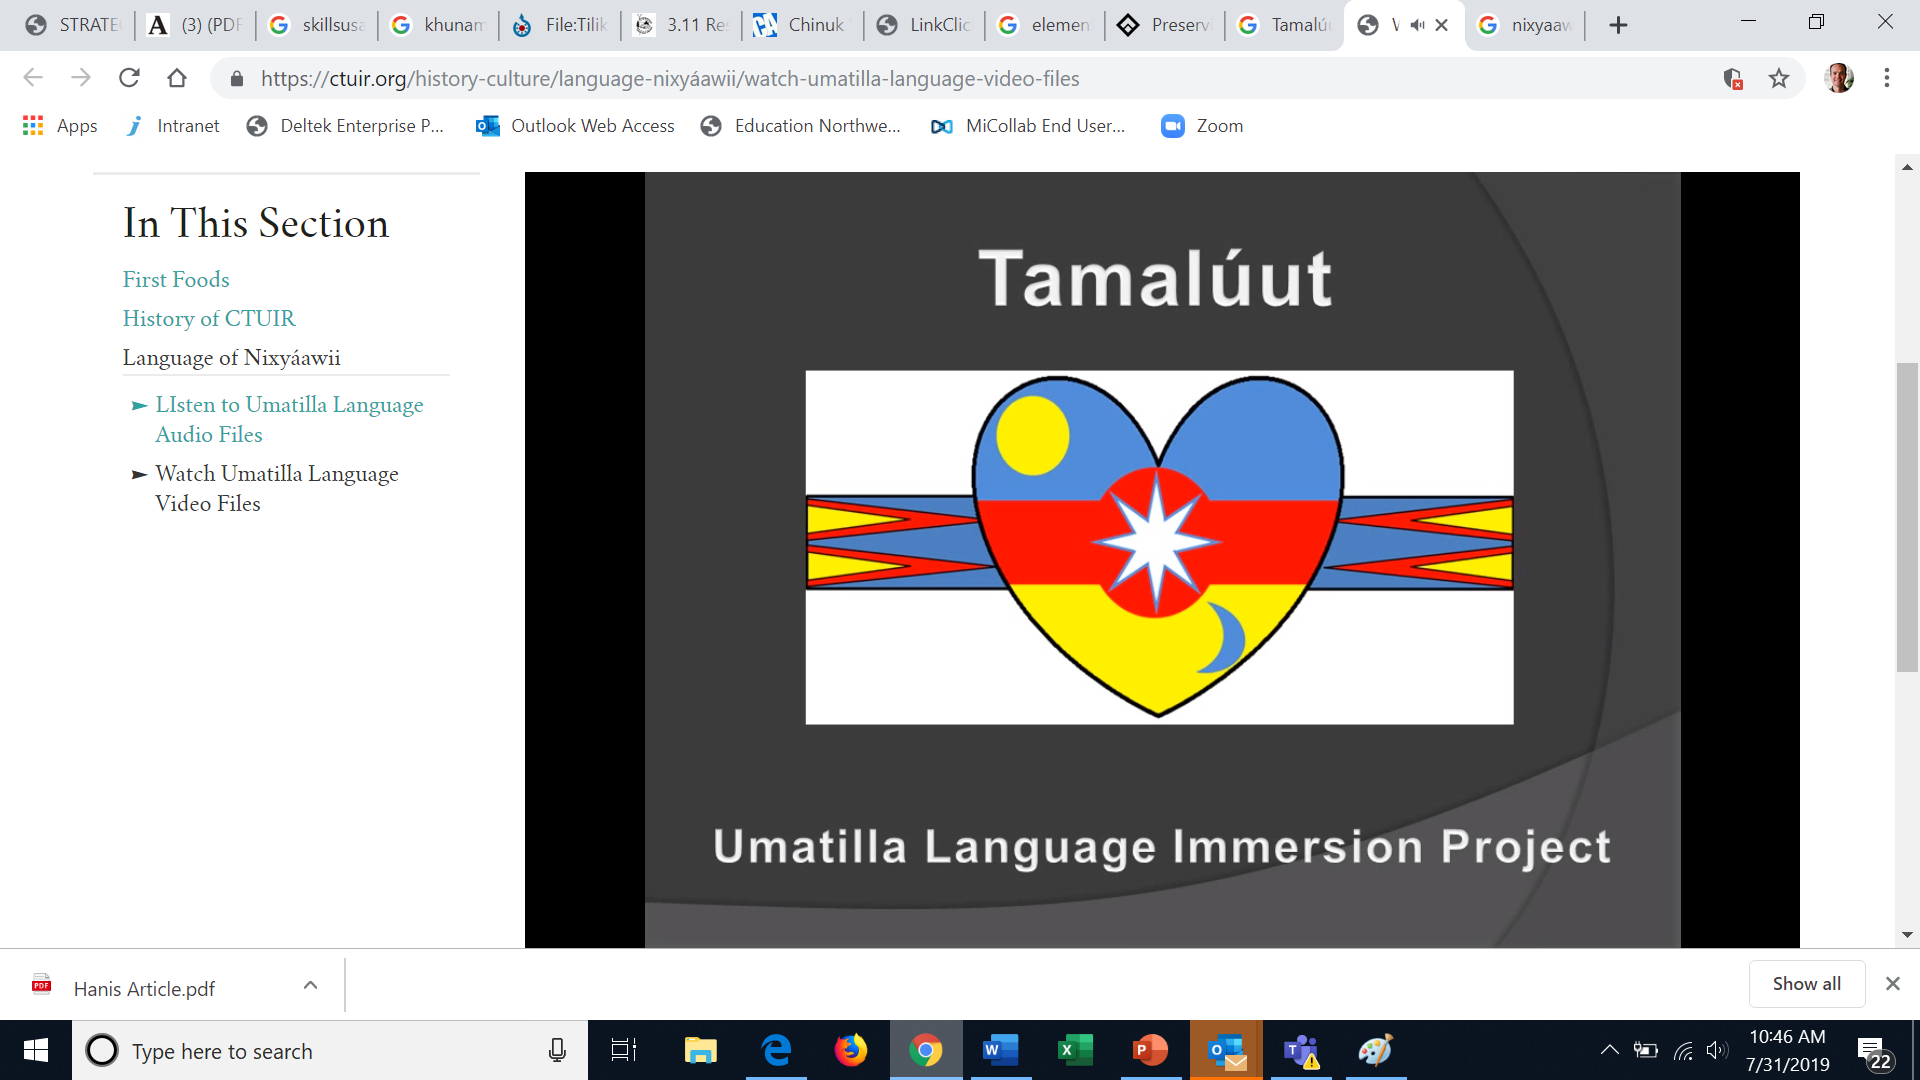 STRATE
(3) (PDF
skillsusa
khunam
File:Tilik
3.11 Res
Chinuk
LinkClic
elemen
Preserv
Tamalú
nixyaaw
https://ctuir.org/history-culture/language-nixyáawii/watch-umatilla-language-video-files
Apps
Intranet
Deltek Enterprise P...
Outlook Web Access
Education Northwe...
MiCollab End User...
Zoom
In This Section
First Foods
History of CTUIR
Language of Nixyáawii
► LIsten to Umatilla Language
Audio Files
► Watch Umatilla Language
Video Files
Tamalúut
Umatilla Language Immersion Project
PDF
Hanis Article.pdf
Show all
Type here to search
10:46 AM
7/31/2019
22